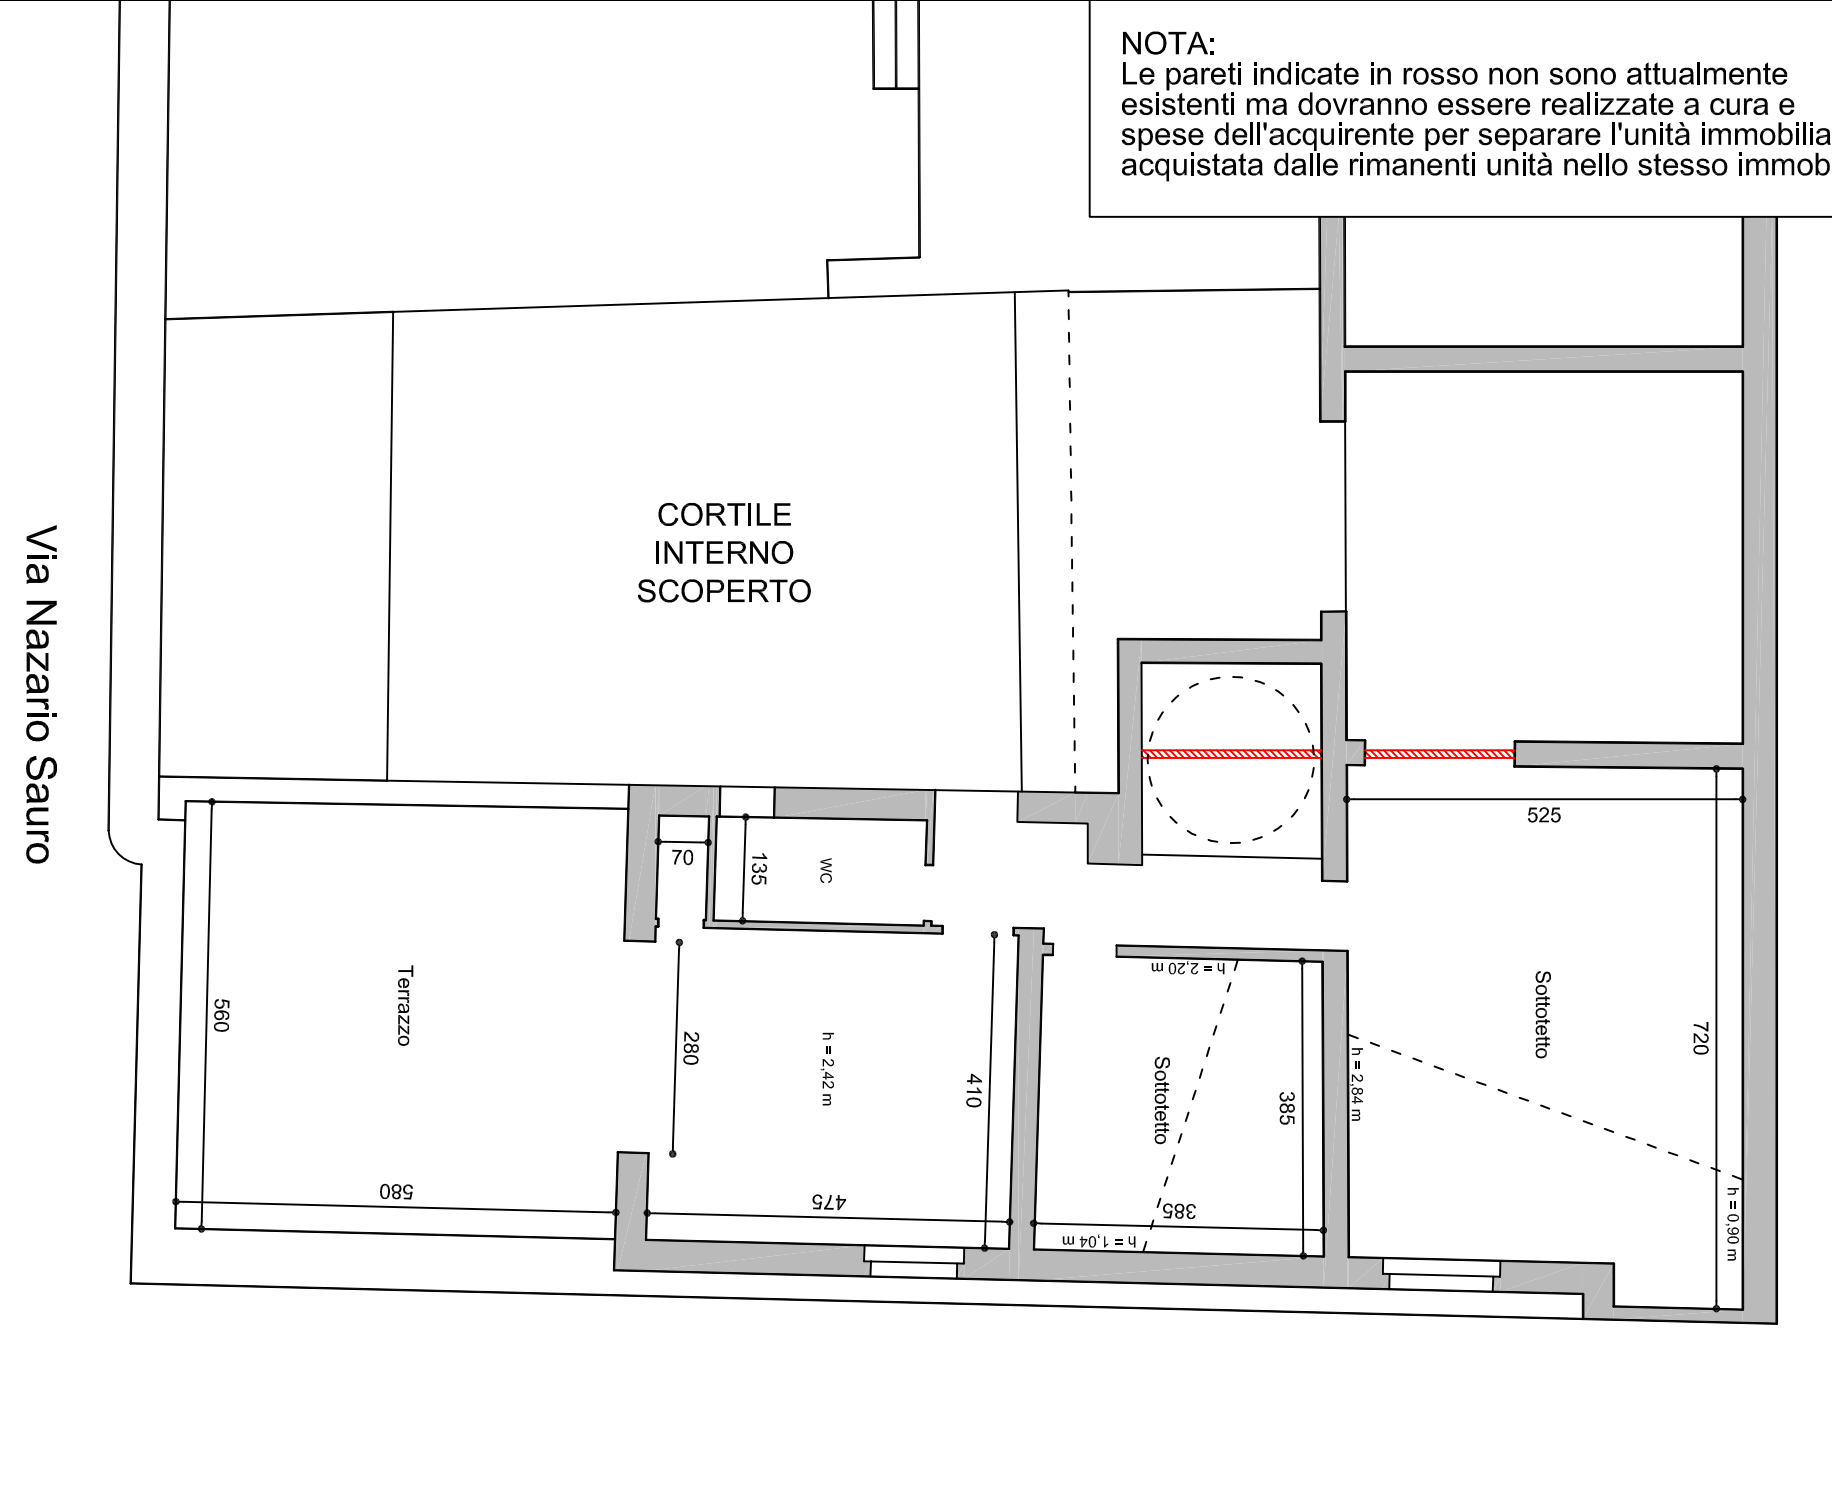 NOTA:
Le pareti indicate in rosso non sono attualmente
esistenti ma dovranno essere realizzate a cura e
spese dell'acquirente per separare l'unità immobilia
acquistata dalle rimanenti unità nello stesso immob
CORTILE
INTERNO
SCOPERTO
Via Nazario Sauro
525
70
135
WC
h = 2,20 m
Terrazzo
560
280
h = 2,42 m
410
Sottotetto
385
h = 2,84 m
Sottotetto
720
580
475
385
h = 1,04 m
h = 0,90 m